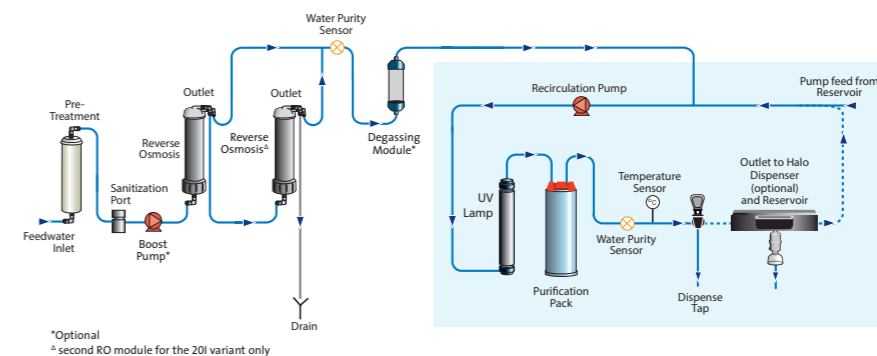 Water Purity
Sensor
Outlet
Outlet
Pre-
Treatment
Reverse
Osmosis
Reverse
Osmosis△
Degassing
Module*
Sanitization
Port
Feedwater
Inlet
Boost
Pump*
Drain
Recirculation Pump
Pump feed from
Reservoir
UV
Lamp
Temperature
Sensor
°C
Outlet to Halo
Dispenser
(optional)
and Reservoir
Water Purity
Sensor
Purification
Pack
Dispense
Tap
*Optional
△ second RO module for the 20I variant only